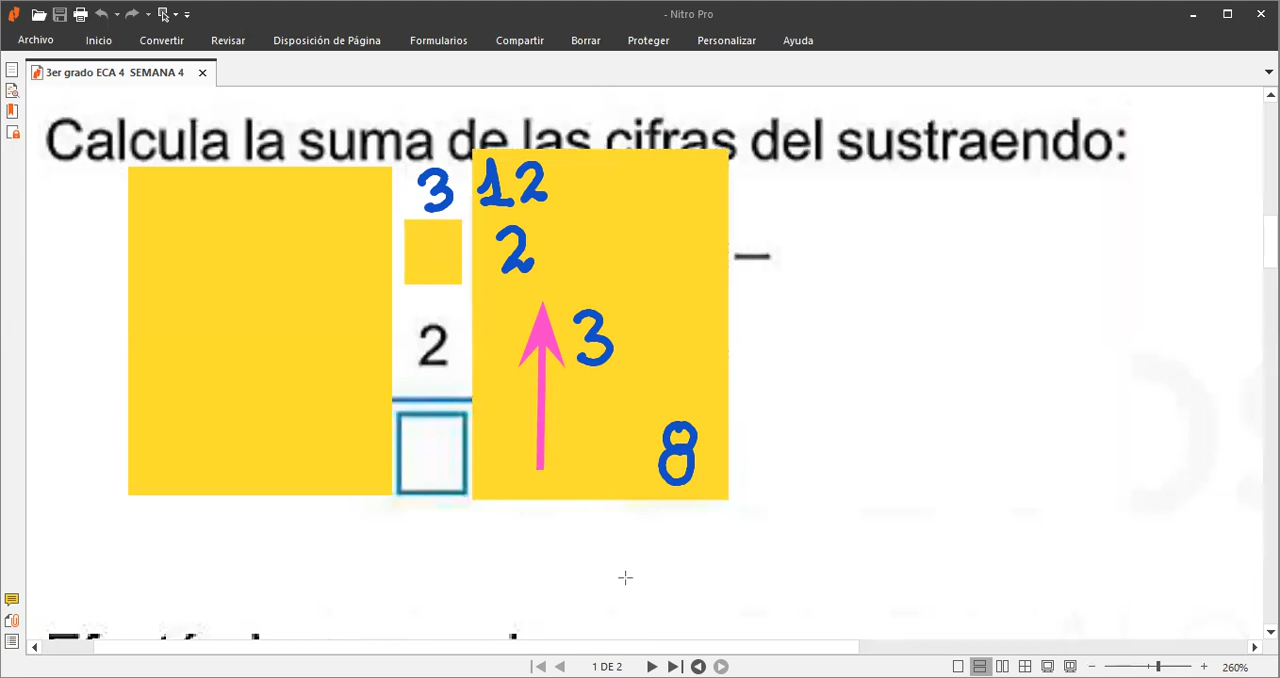 - Nitro Pro
Archivo Inicio Convertir Revisar Disposición de Página Formularios Compartir Borrar Proteger Personalizar Ayuda
3er grado ECA 4 SEMANA 4
Calcula la suma de las cifras del sustraendo:
3 12
2
–
2 3
8
1 DE 2
260%